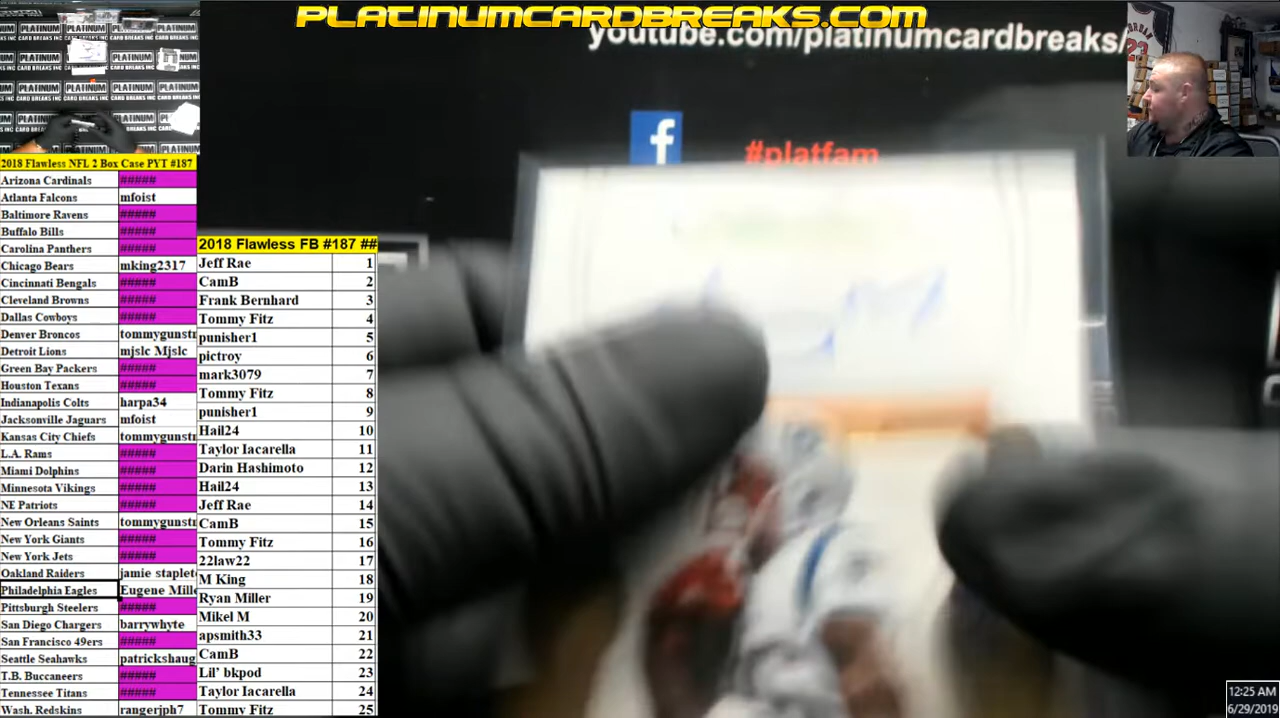 PLATINUMCARDBREAKS.COM
youtube.com/platinumcardbreaks/
f
#platfam
2018 Flawless NFL 2 Box Case PYT #187
Arizona Cardinals #####
Atlanta Falcons mfoist
Baltimore Ravens #####
Buffalo Bills #####
Carolina Panthers #####
Chicago Bears mking2317
Cincinnati Bengals #####
Cleveland Browns #####
Dallas Cowboys #####
Denver Broncos tommygunstr
Detroit Lions mjslc Mjslc
Green Bay Packers #####
Houston Texans #####
Indianapolis Colts harpa34
Jacksonville Jaguars mfoist
Kansas City Chiefs tommygunstr
L.A. Rams #####
Miami Dolphins #####
Minnesota Vikings #####
NE Patriots #####
New Orleans Saints tommygunstr
New York Giants #####
New York Jets #####
Oakland Raiders jamie staplet
Philadelphia Eagles Eugene Mille
Pittsburgh Steelers #####
San Diego Chargers barrywhyte
San Francisco 49ers #####
Seattle Seahawks patrickshaug
T.B. Buccaneers #####
Tennessee Titans #####
Wash. Redskins rangerjph7
2018 Flawless FB #187 ##
Jeff Rae 1
CamB 2
Frank Bernhard 3
Tommy Fitz 4
punisher1 5
pictroy 6
mark3079 7
Tommy Fitz 8
punisher1 9
Hail24 10
Taylor Iacarella 11
Darin Hashimoto 12
Hail24 13
Jeff Rae 14
CamB 15
Tommy Fitz 16
22law22 17
M King 18
Ryan Miller 19
Mikel M 20
apsmith33 21
CamB 22
Lil' bkpod 23
Taylor Iacarella 24
Tommy Fitz 25
12:25 AM
6/29/2019